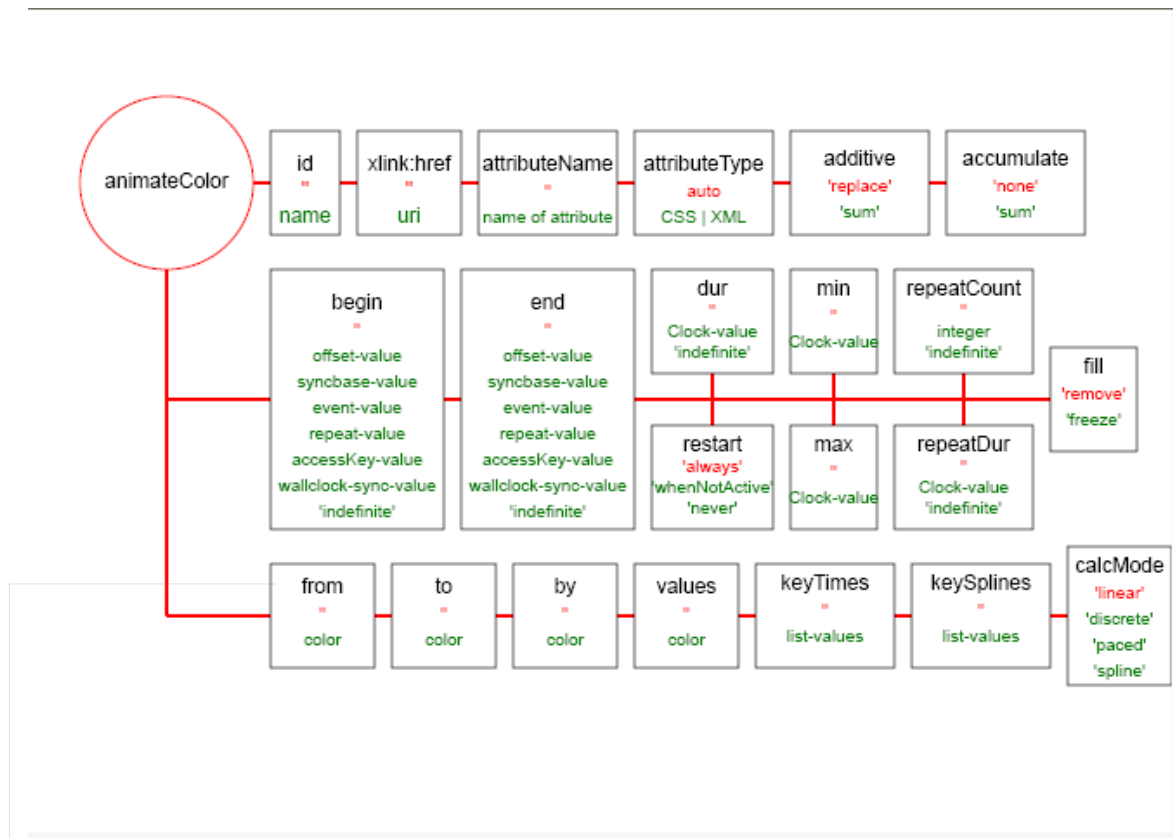 animateColor
id
"
name
xlink:href
"
uri
attributeName
"
name of attribute
attributeType
auto
CSS | XML
additive
'replace'
'sum'
accumulate
'none'
'sum'
begin
"
offset-value
syncbase-value
event-value
repeat-value
accessKey-value
wallclock-sync-value
'indefinite'
end
"
offset-value
syncbase-value
event-value
repeat-value
accessKey-value
wallclock-sync-value
'indefinite'
dur
"
Clock-value
'indefinite'
min
"
Clock-value
repeatCount
"
integer
'indefinite'
fill
'remove'
'freeze'
restart
'always'
'whenNotActive'
'never'
max
"
Clock-value
repeatDur
"
Clock-value
'indefinite'
from
"
color
to
"
color
by
"
color
values
"
color
keyTimes
"
list-values
keySplines
"
list-values
calcMode
'linear'
'discrete'
'paced'
'spline'